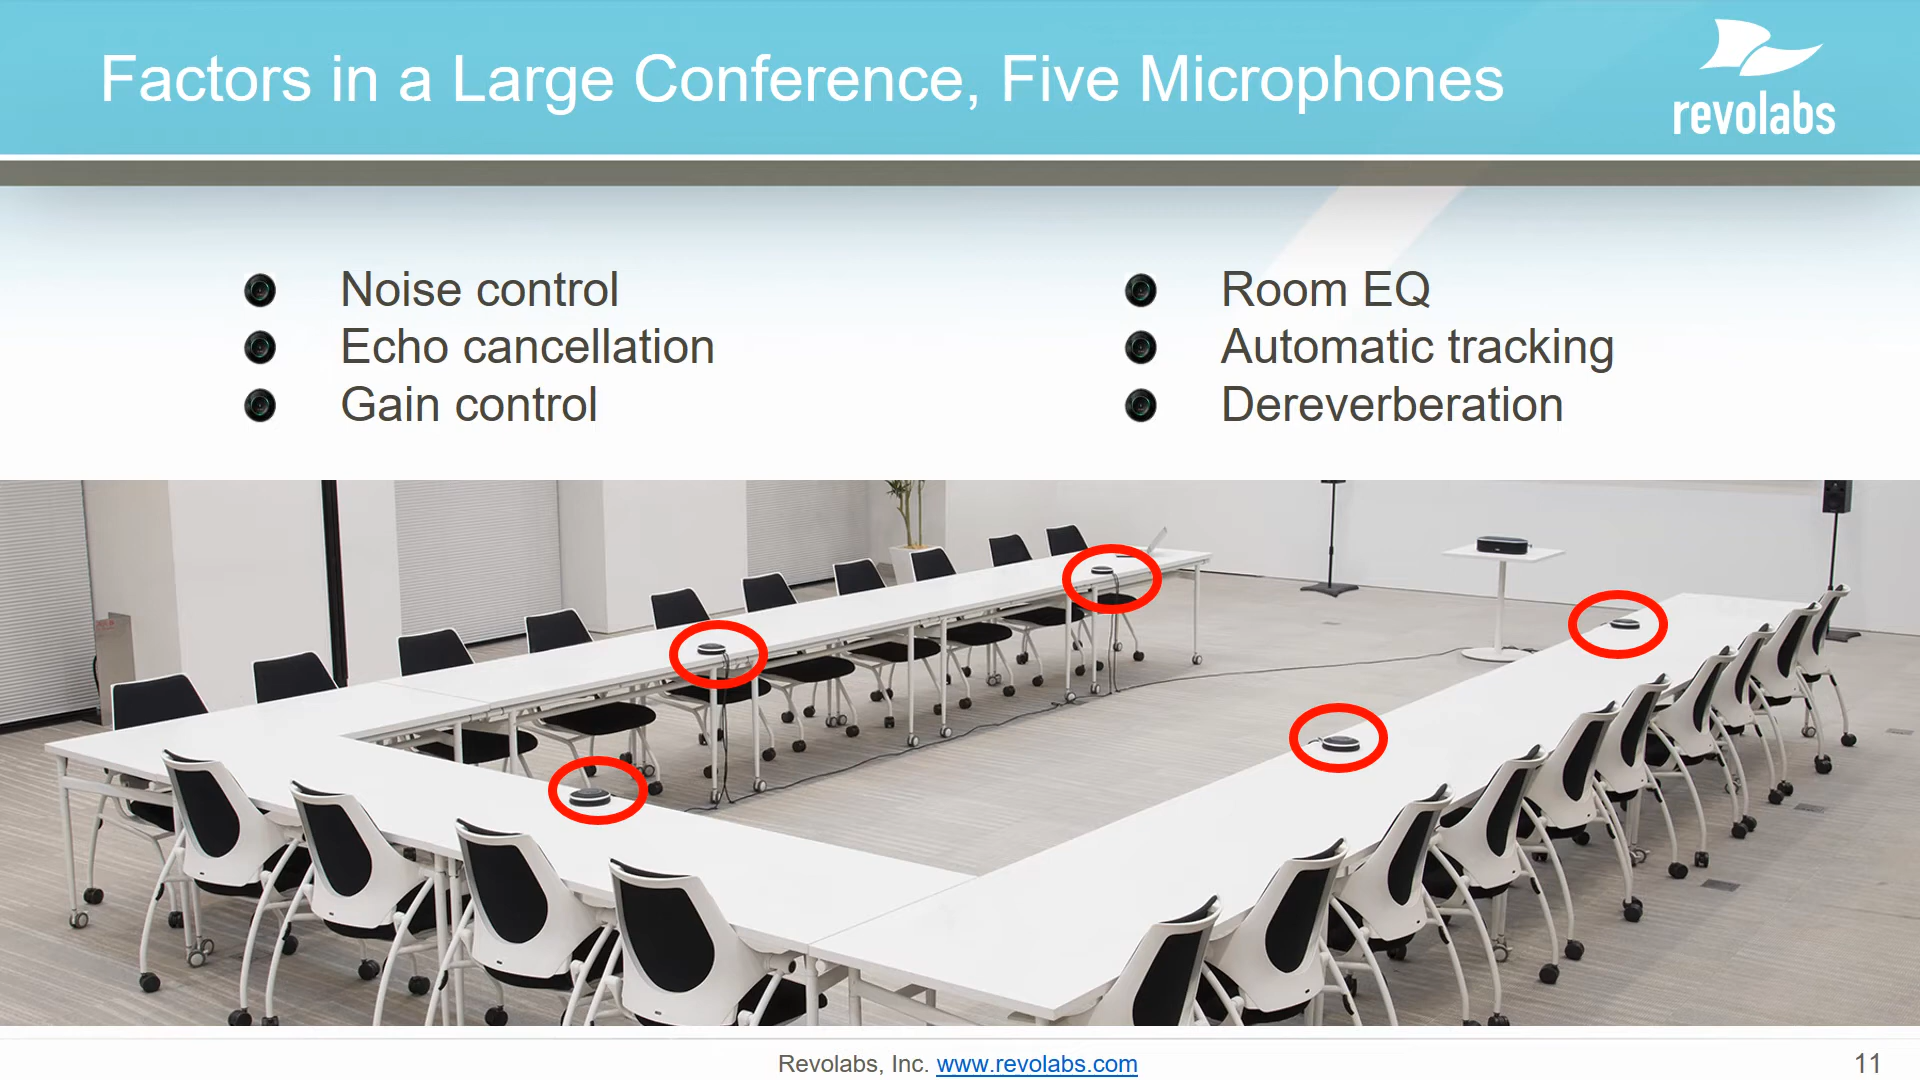 Factors in a Large Conference, Five Microphones
revolabs
Noise control
Echo cancellation
Gain control
Room EQ
Automatic tracking
Dereverberation
Revolabs, Inc. www.revolabs.com
11